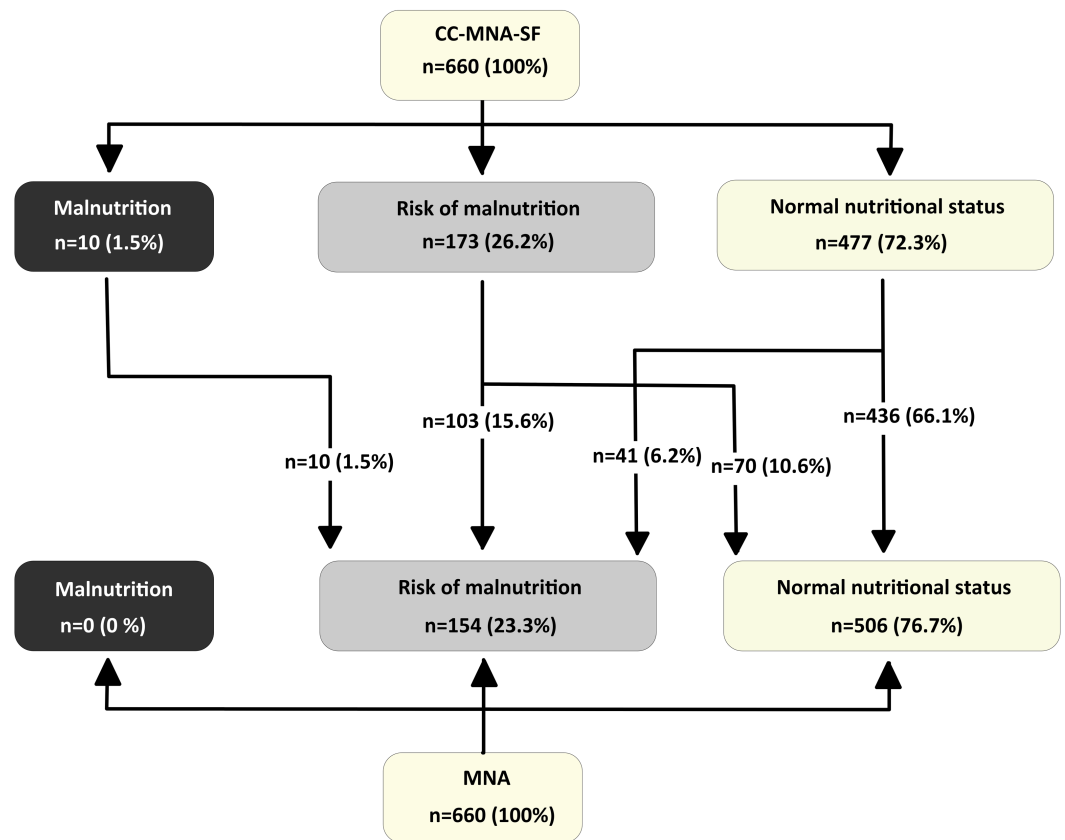 CC-MNA-SF
n=660 (100%)
Malnutrition
n=10 (1.5%)
Risk of malnutrition
n=173 (26.2%)
Normal nutritional status
n=477 (72.3%)
n=10 (1.5%)
n=103 (15.6%)
n=41 (6.2%)
n=70 (10.6%)
n=436 (66.1%)
Malnutrition
n=0 (0 %)
Risk of malnutrition
n=154 (23.3%)
Normal nutritional status
n=506 (76.7%)
MNA
n=660 (100%)